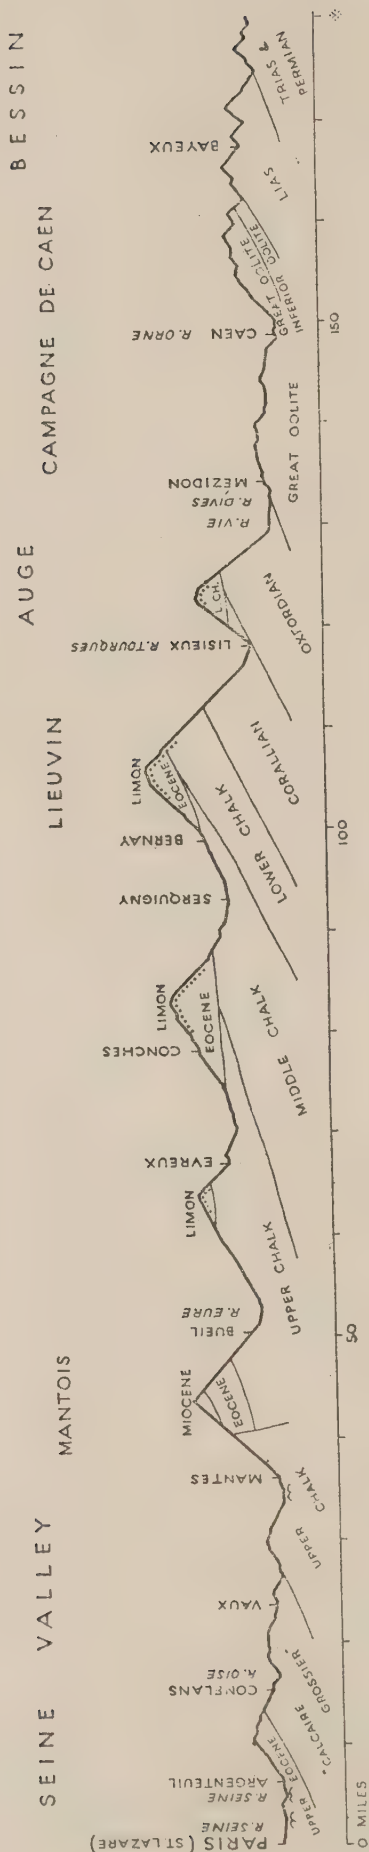 SEINE VALLEY
MANTOIS
LIEUVIN
AUGE
CAMPAGNE DE CAEN
BESSIN
PARIS (ST. LAZARE)
R. SEINE
R. SEINE
ARGENTEUIL
CONFLANS
R. OISE
VAUX
MANTES
MIOCENE
BUEIL
R. EURE
LIMON
EVREUX
CONCHES
LIMON
SERQUIGNY
BERNAY
LIMON
LISIEUX R. TOURQUES
R. VIE
R. DIVES
MÉZIDON
CAEN R. ORNE
BAYEUX
UPPER EOCENE
"CALCAIRE
GROSSIER"
UPPER CHALK
EOCENE
UPPER CHALK
MIDDLE CHALK
EOCENE
EOCENE
LOWER CHALK
CORALLIAN
L. CH.
OXFORDIAN
GREAT OOLITE
GREAT OOLITE
INFERIOR OOLITE
LIAS
TRIAS &
PERMIAN
0 MILES
50
100
150